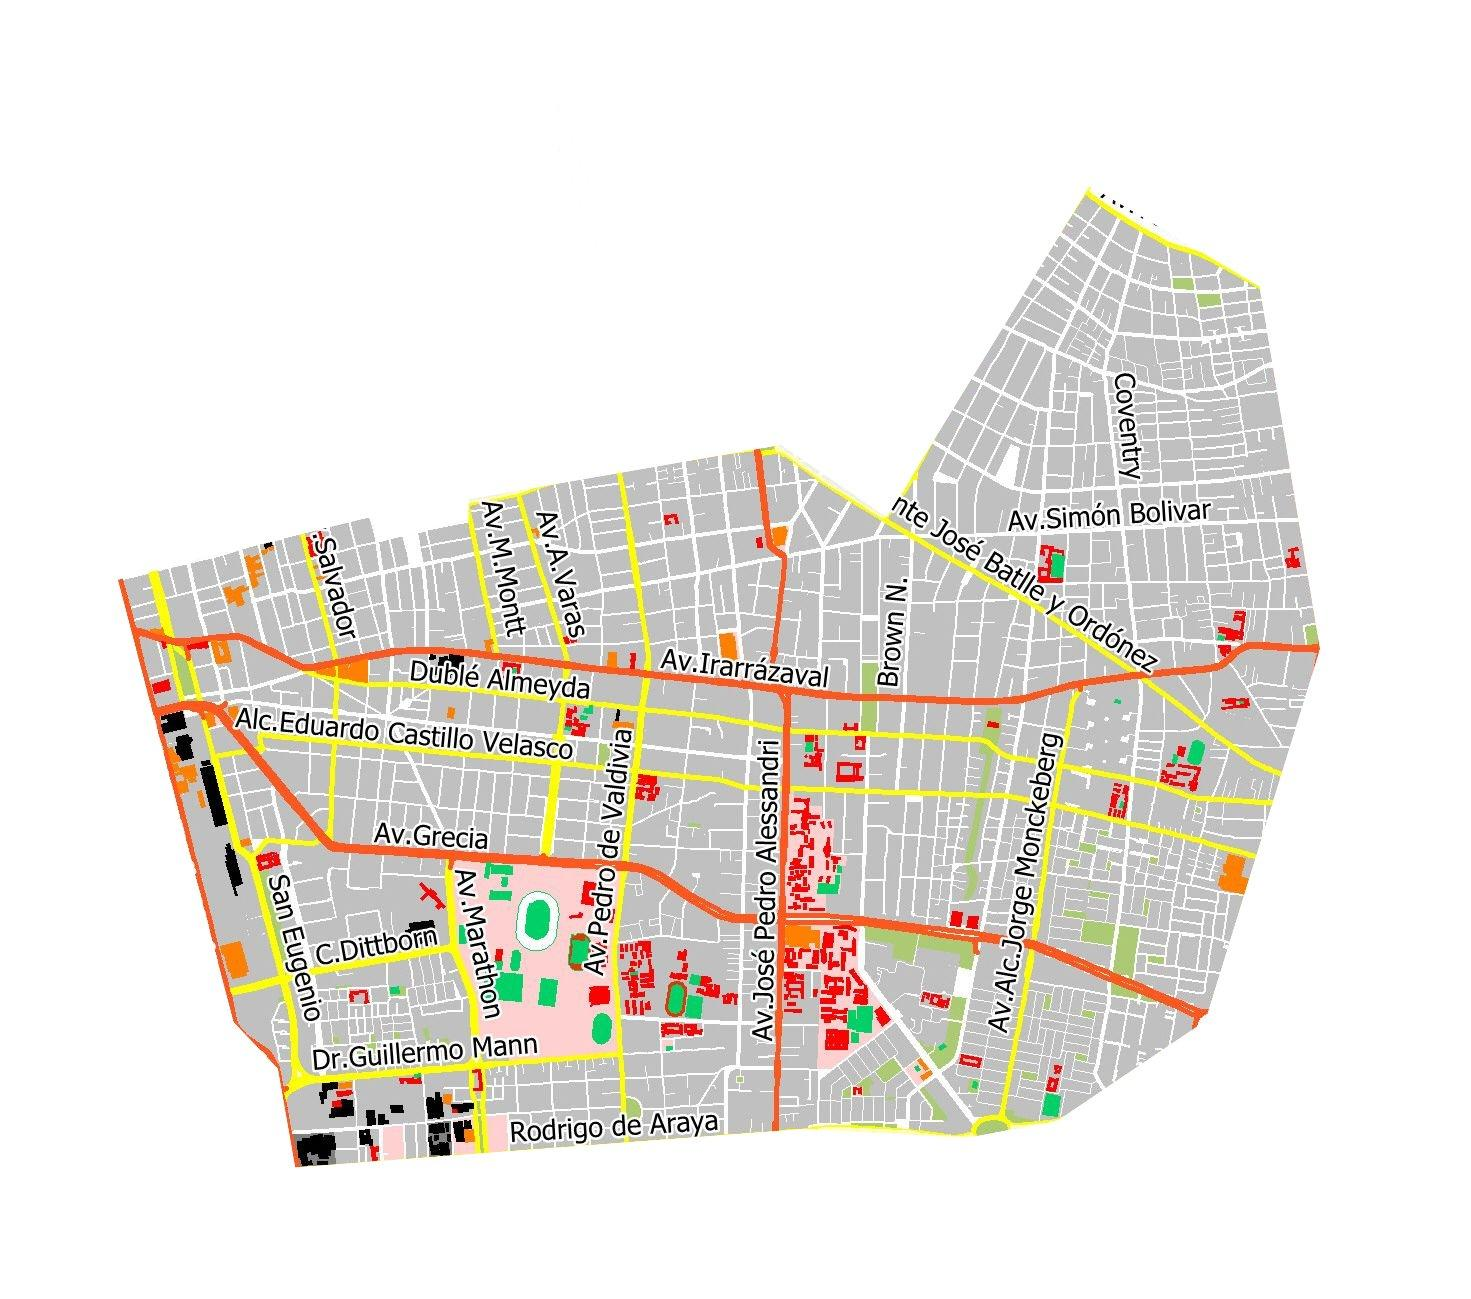 Coventry
Av.Simón Bolivar
nte José Batlle y Ordónez
.Salvador
Av.M.Montt
Av.A.Varas
Brown N.
Av.Irarrázaval
Dublé Almeyda
Alc.Eduardo Castillo Velasco
Av.Grecia
Av.Pedro de Valdivia
Av.José Pedro Alessandri
Av.Alc.Jorge Monckeberg
San Eugenio
Av.Marathon
C.Dittborn
Dr.Guillermo Mann
Rodrigo de Araya